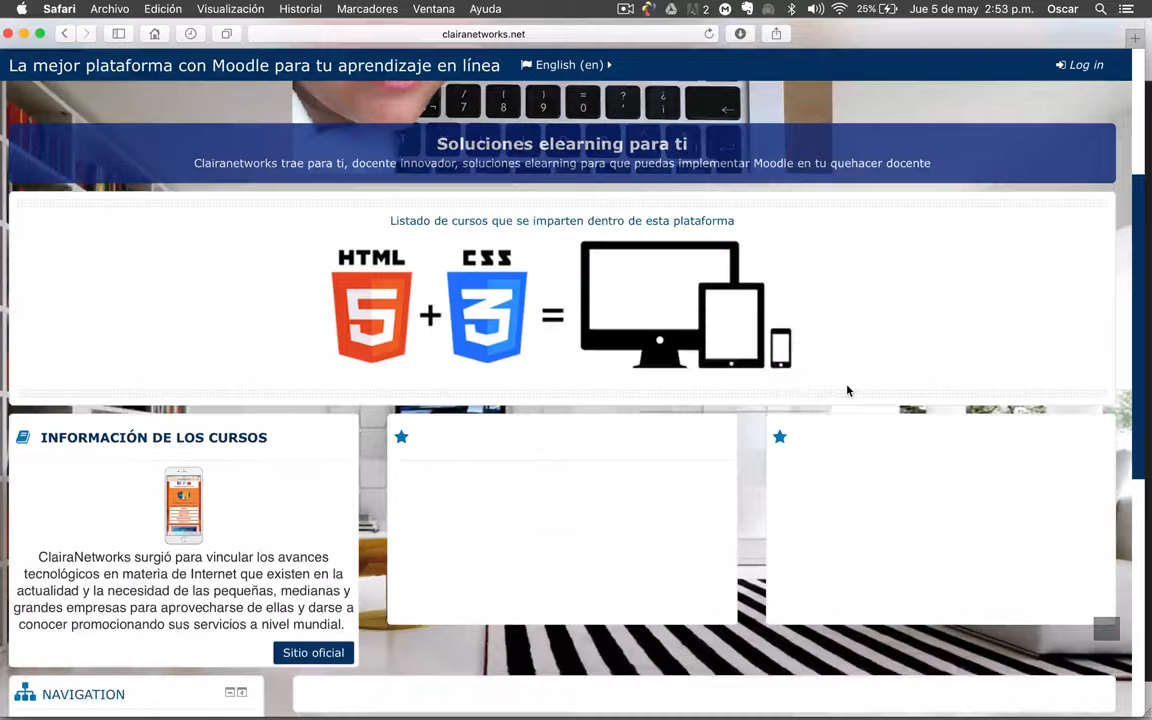 Safari Archivo Edición Visualización Historial Marcadores Ventana Ayuda 2 25% Jue 5 de may 2:53 p.m. Oscar
clairanetworks.net
La mejor plataforma con Moodle para tu aprendizaje en línea English (en) Log in
/ ( ) = ? ¿
7 8 9 0 ' ¡
Soluciones elearning para ti
Clairanetworks trae para ti, docente innovador, soluciones elearning para que puedas implementar Moodle en tu quehacer docente
Listado de cursos que se imparten dentro de esta plataforma
HTML CSS
5 + 3 =
INFORMACIÓN DE LOS CURSOS
ClairaNetworks surgió para vincular los avances
tecnológicos en materia de Internet que existen en la
actualidad y la necesidad de las pequeñas, medianas y
grandes empresas para aprovecharse de ellas y darse a
conocer promocionando sus servicios a nivel mundial.
Sitio oficial
NAVIGATION